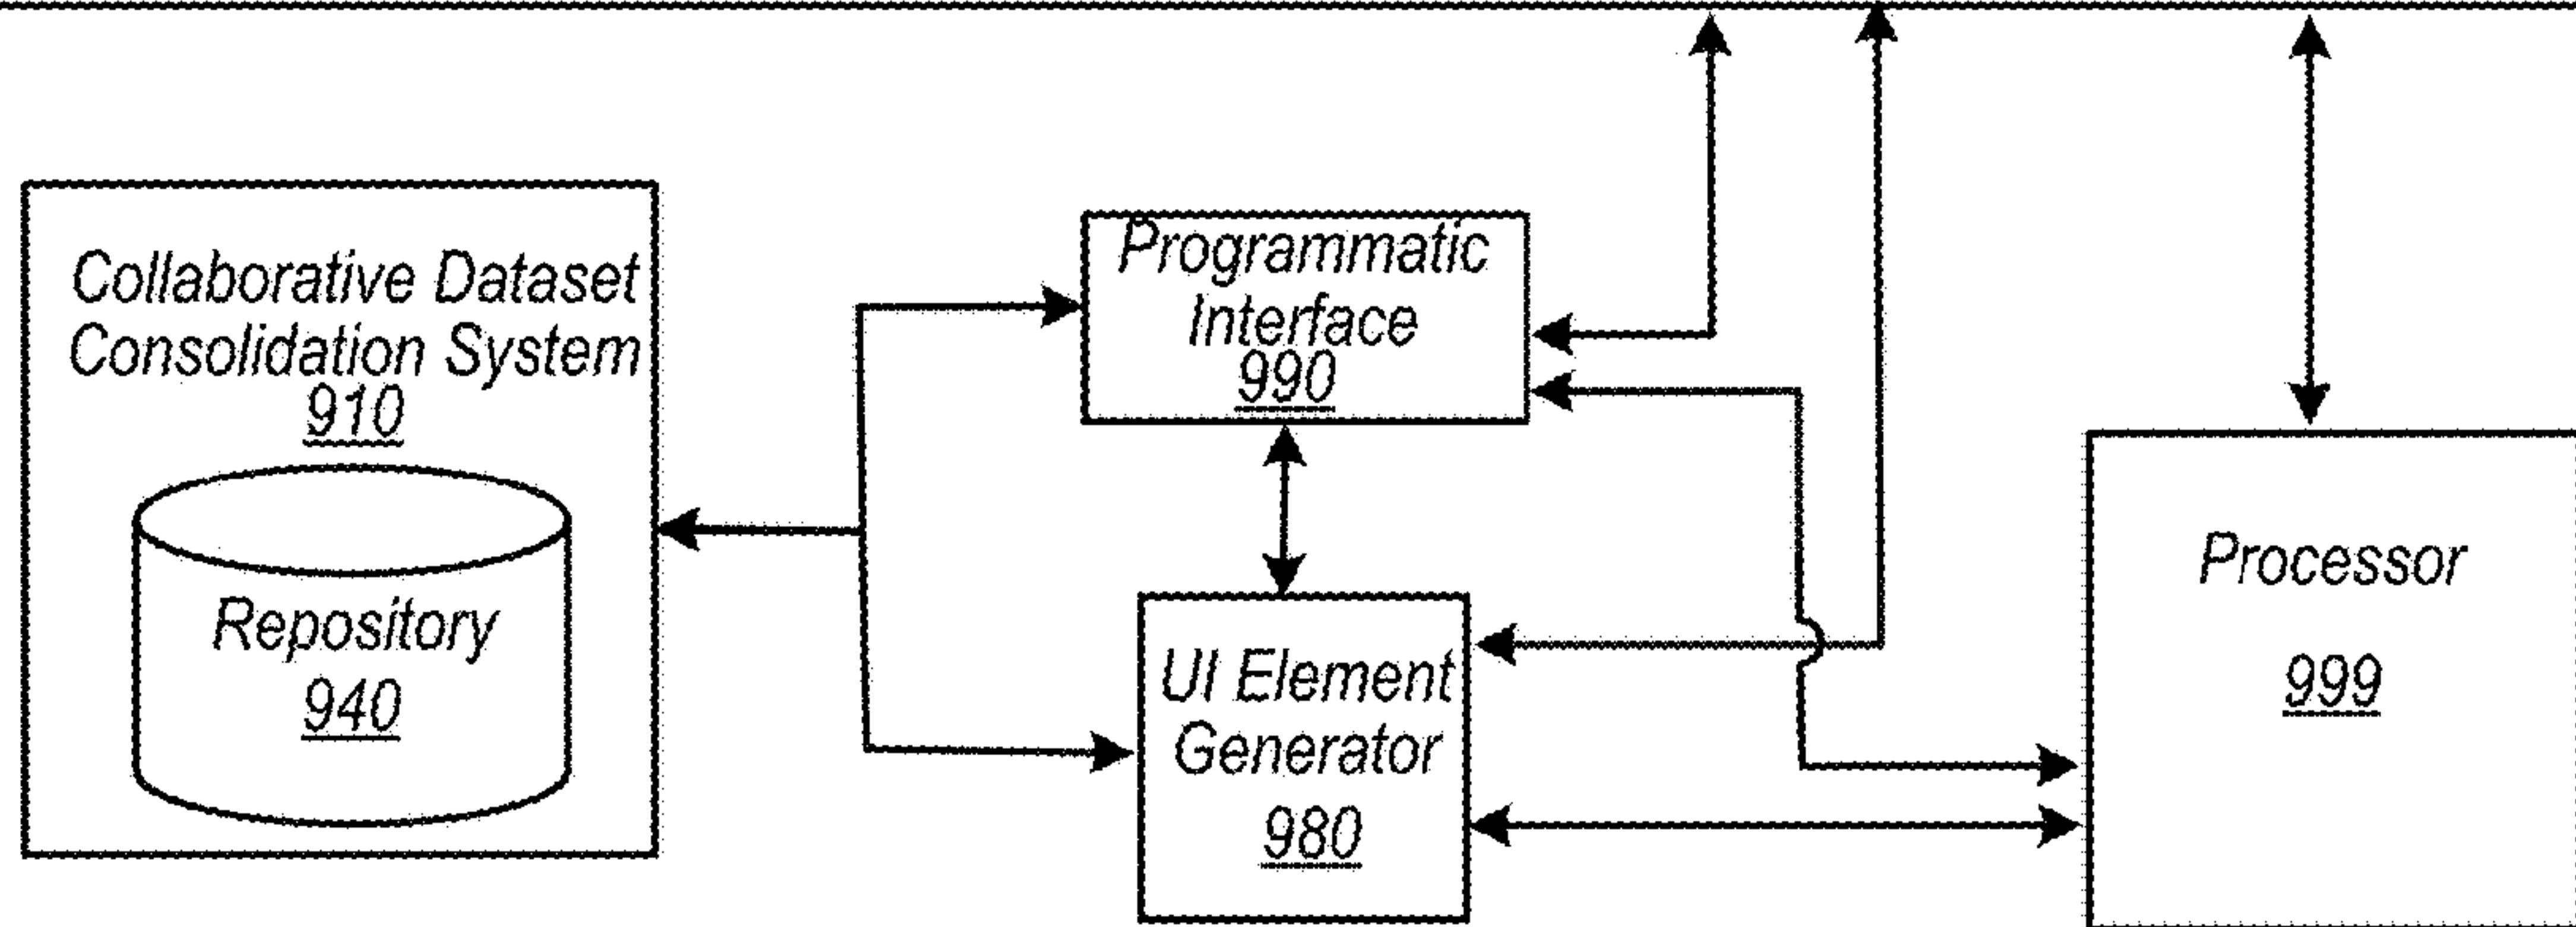 Collaborative Dataset
Consolidation System
910
Repository
940
Programmatic
Interface
990
UI Element
Generator
980
Processor
999